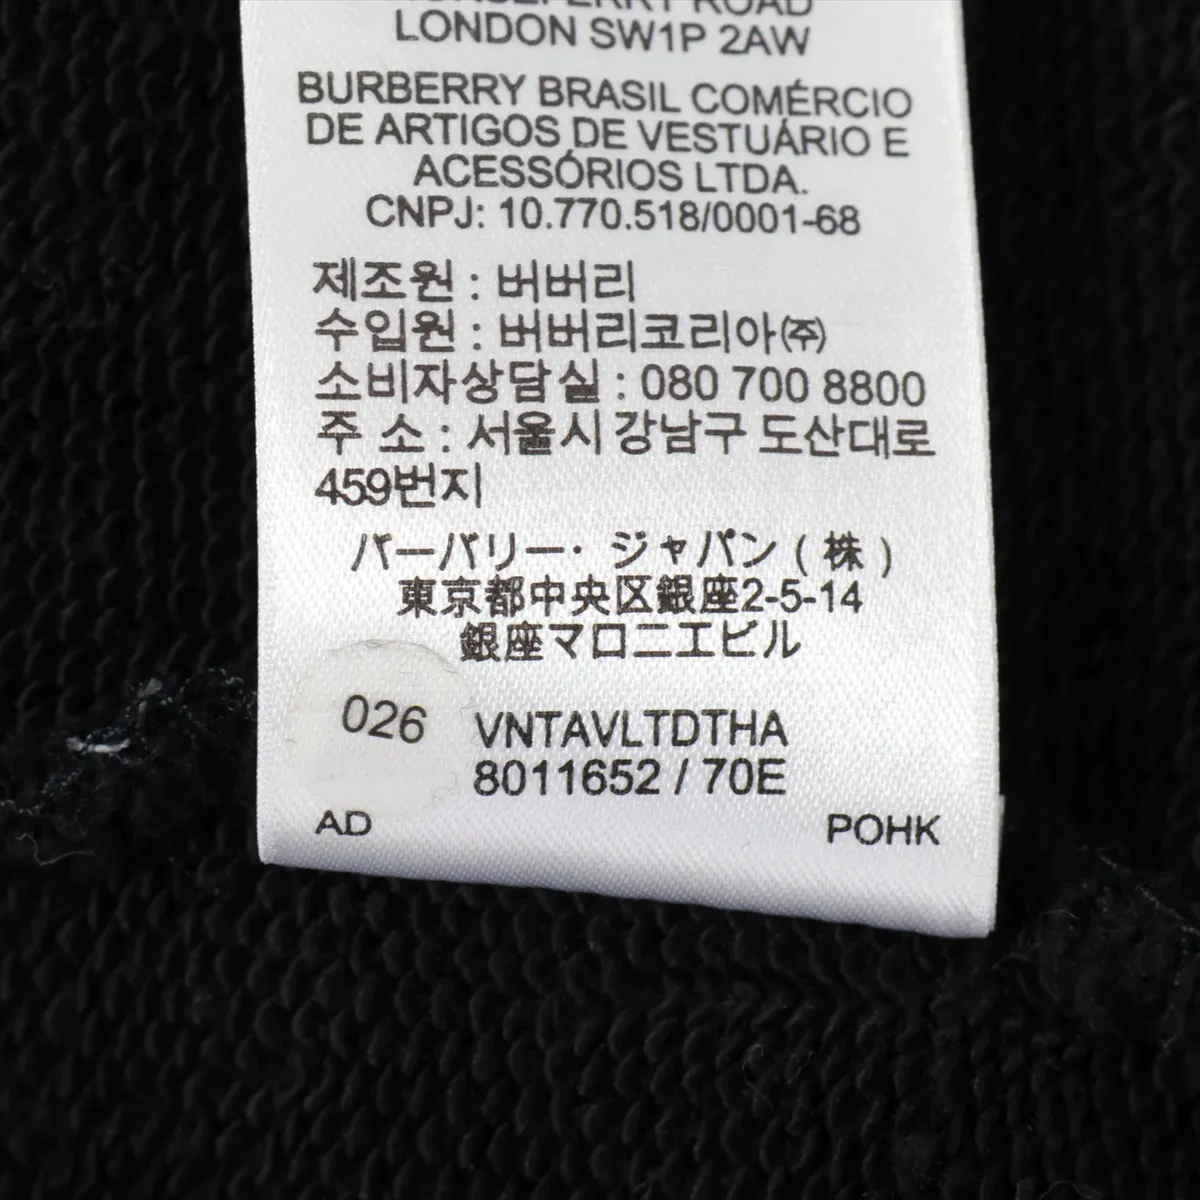 ROAD
LONDON SW1P 2AW
BURBERRY BRASIL COMÉRCIO
DE ARTIGOS DE VESTUÁRIO E
ACESSÓRIOS LTDA.
CNPJ: 10.770.518/0001-68
제조원 : 버버리
수입원 : 버버리코리아㈜
소비자상담실 : 080 700 8800
주 소 : 서울시 강남구 도산대로
459번지
バーバリー· ジャパン ( 株 )
東京都中央区銀座2-5-14
銀座マロニエビル
026
VNTAVLTDTHA
8011652 / 70E
AD
POHK